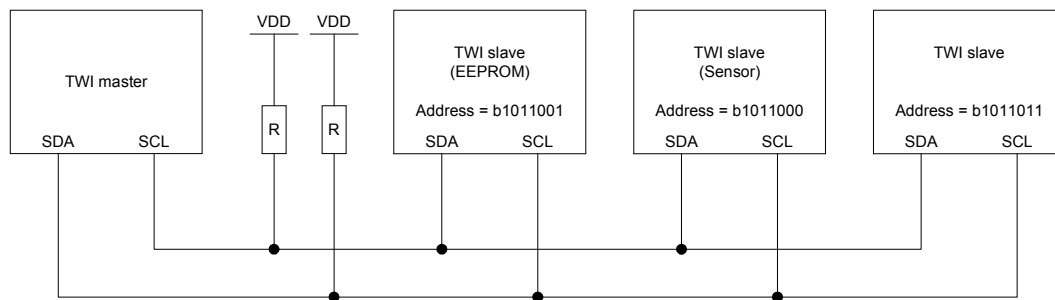 TWI master
SDA
SCL
VDD
VDD
R
R
TWI slave
(EEPROM)
Address = b1011001
SDA
SCL
TWI slave
(Sensor)
Address = b1011000
SDA
SCL
TWI slave
Address = b1011011
SDA
SCL